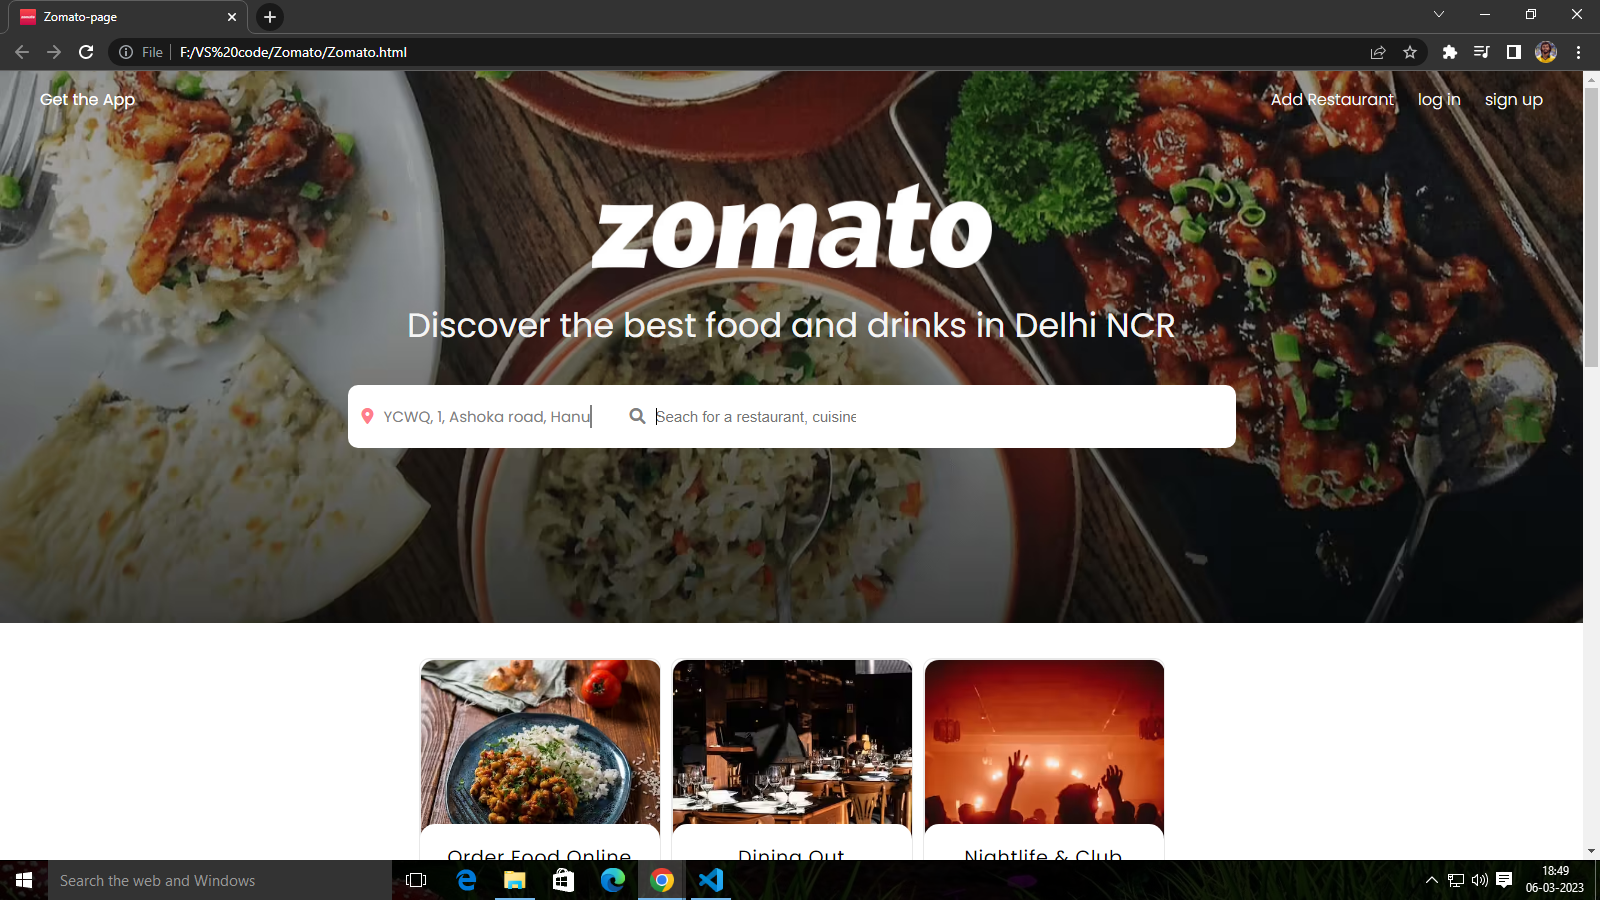 Zomato-page
File
F:/VS%20code/Zomato/Zomato.html
Get the App
Add Restaurant log in sign up
zomato
Discover the best food and drinks in Delhi NCR
YCWQ, 1, Ashoka road, Hanu
Seach for a restaurant, cuisine
Order Food Online
Dining Out
Nightlife & Club
Search the web and Windows
18:49
06-03-2023